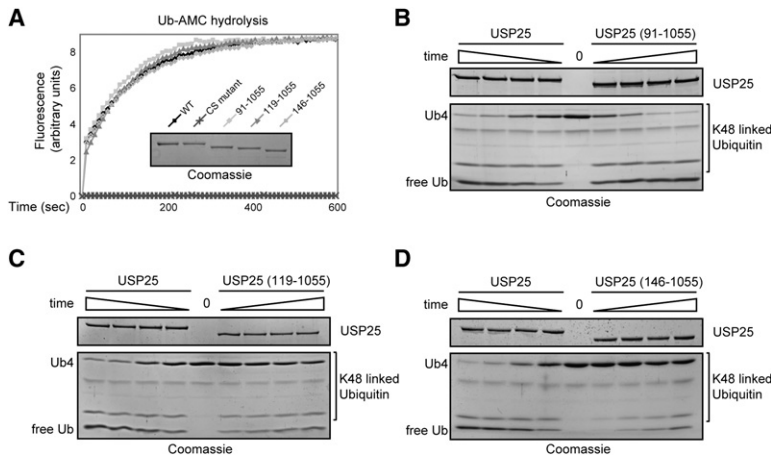 A
Ub-AMC hydrolysis
Fluorescence
(arbitrary units)
8
6
4
2
0
Time (sec)
0
200
400
600
WT
CS mutant
91-1055
119-1055
146-1055
Coomassie
B
USP25
USP25 (91-1055)
time
0
USP25
Ub4
K48 linked
Ubiquitin
free Ub
Coomassie
C
USP25
USP25 (119-1055)
time
0
USP25
Ub4
K48 linked
Ubiquitin
free Ub
Coomassie
D
USP25
USP25 (146-1055)
time
0
USP25
Ub4
K48 linked
Ubiquitin
free Ub
Coomassie